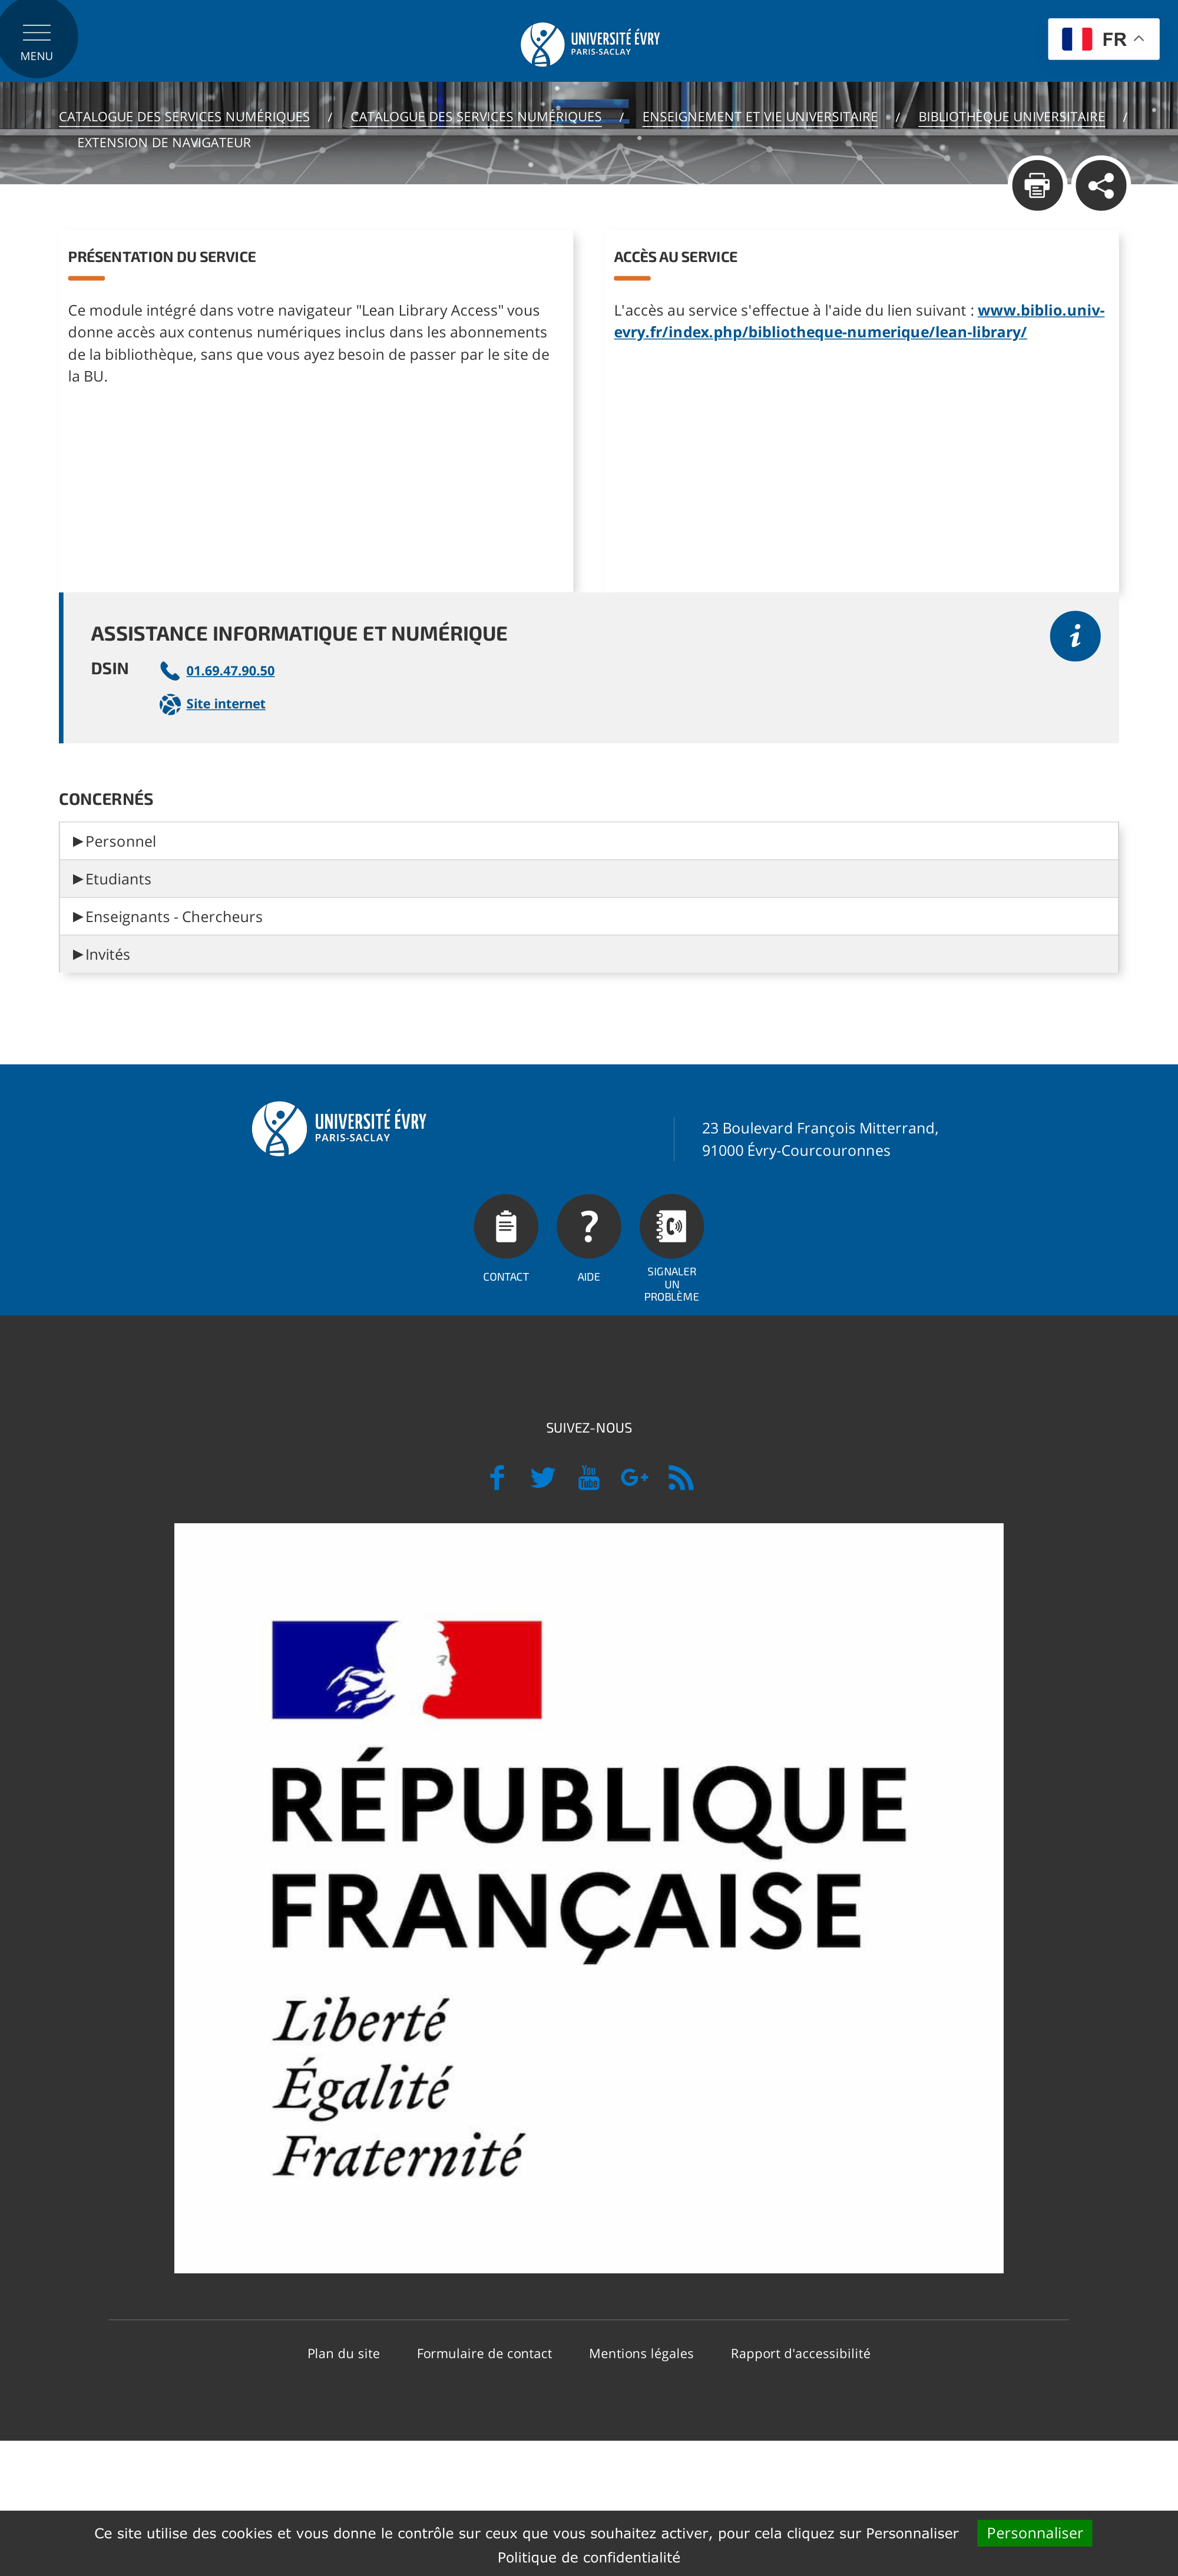 MENU
UNIVERSITÉ ÉVRY
PARIS-SACLAY
FR
CATALOGUE DES SERVICES NUMÉRIQUES / CATALOGUE DES SERVICES NUMÉRIQUES / ENSEIGNEMENT ET VIE UNIVERSITAIRE / BIBLIOTHÈQUE UNIVERSITAIRE /
EXTENSION DE NAVIGATEUR
PRÉSENTATION DU SERVICE
Ce module intégré dans votre navigateur "Lean Library Access" vous
donne accès aux contenus numériques inclus dans les abonnements
de la bibliothèque, sans que vous ayez besoin de passer par le site de
la BU.
ACCÈS AU SERVICE
L'accès au service s'effectue à l'aide du lien suivant : www.biblio.univ-
evry.fr/index.php/bibliotheque-numerique/lean-library/
ASSISTANCE INFORMATIQUE ET NUMÉRIQUE
DSIN
01.69.47.90.50
Site internet
CONCERNÉS
Personnel
Etudiants
Enseignants - Chercheurs
Invités
UNIVERSITÉ ÉVRY
PARIS-SACLAY
23 Boulevard François Mitterrand,
91000 Évry-Courcouronnes
CONTACT
AIDE
SIGNALER
UN
PROBLÈME
SUIVEZ-NOUS
You
Tube
G+
RÉPUBLIQUE
FRANÇAISE
Liberté
Égalité
Fraternité
Plan du site
Formulaire de contact
Mentions légales
Rapport d'accessibilité
Ce site utilise des cookies et vous donne le contrôle sur ceux que vous souhaitez activer, pour cela cliquez sur Personnaliser
Personnaliser
Politique de confidentialité